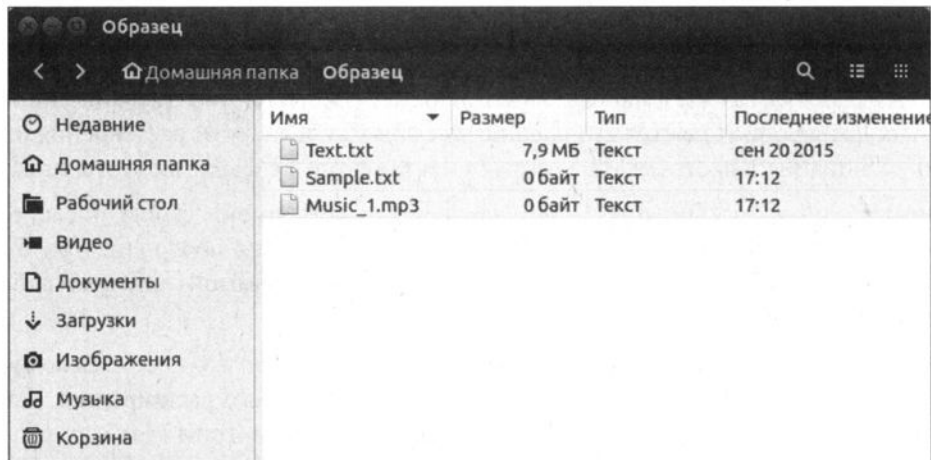 Образец
Домашняя папка Образец
Недавние
Домашняя папка
Рабочий стол
Видео
Документы
Загрузки
Изображения
Музыка
Корзина
Имя Размер Тип Последнее изменение
Text.txt 7,9 МБ Текст сен 20 2015
Sample.txt 0 байт Текст 17:12
Music_1.mp3 0 байт Текст 17:12